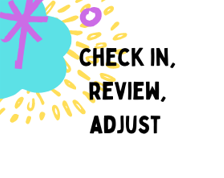 CHECK IN,
REVIEW,
ADJUST